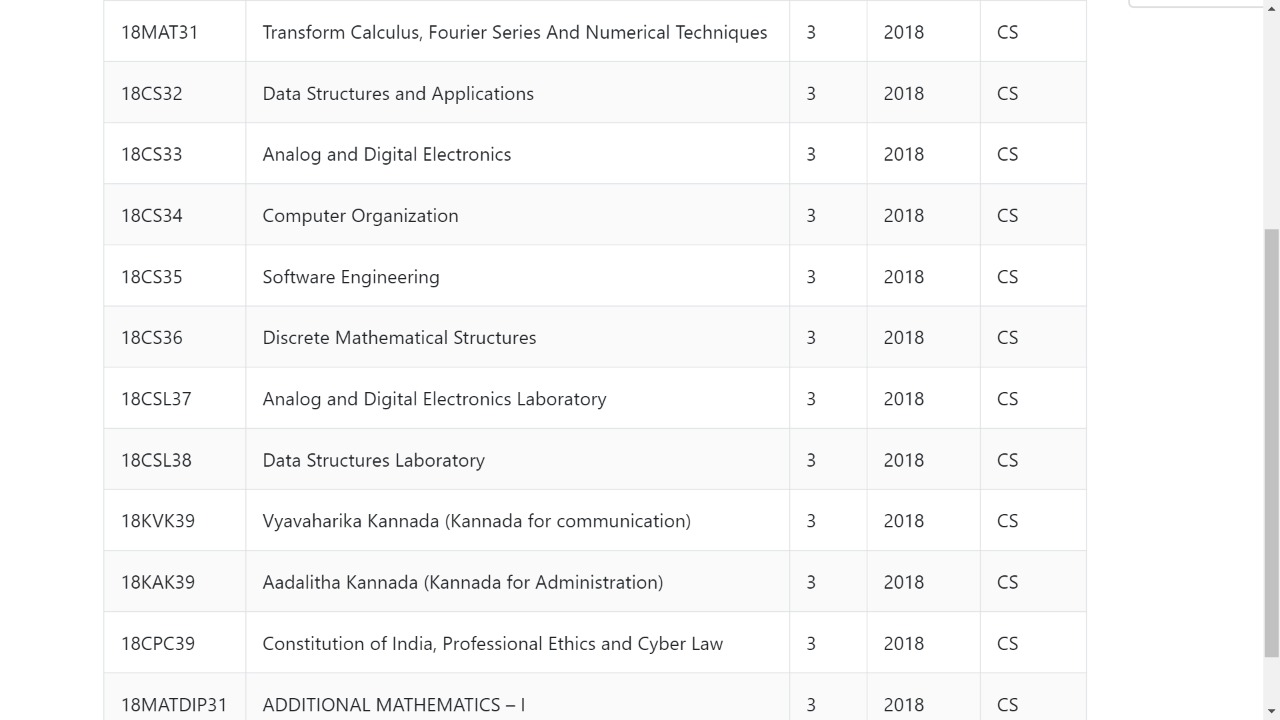 18MAT31 Transform Calculus, Fourier Series And Numerical Techniques 3 2018 CS
18CS32 Data Structures and Applications 3 2018 CS
18CS33 Analog and Digital Electronics 3 2018 CS
18CS34 Computer Organization 3 2018 CS
18CS35 Software Engineering 3 2018 CS
18CS36 Discrete Mathematical Structures 3 2018 CS
18CSL37 Analog and Digital Electronics Laboratory 3 2018 CS
18CSL38 Data Structures Laboratory 3 2018 CS
18KVK39 Vyavaharika Kannada (Kannada for communication) 3 2018 CS
18KAK39 Aadalitha Kannada (Kannada for Administration) 3 2018 CS
18CPC39 Constitution of India, Professional Ethics and Cyber Law 3 2018 CS
18MATDIP31 ADDITIONAL MATHEMATICS – I 3 2018 CS